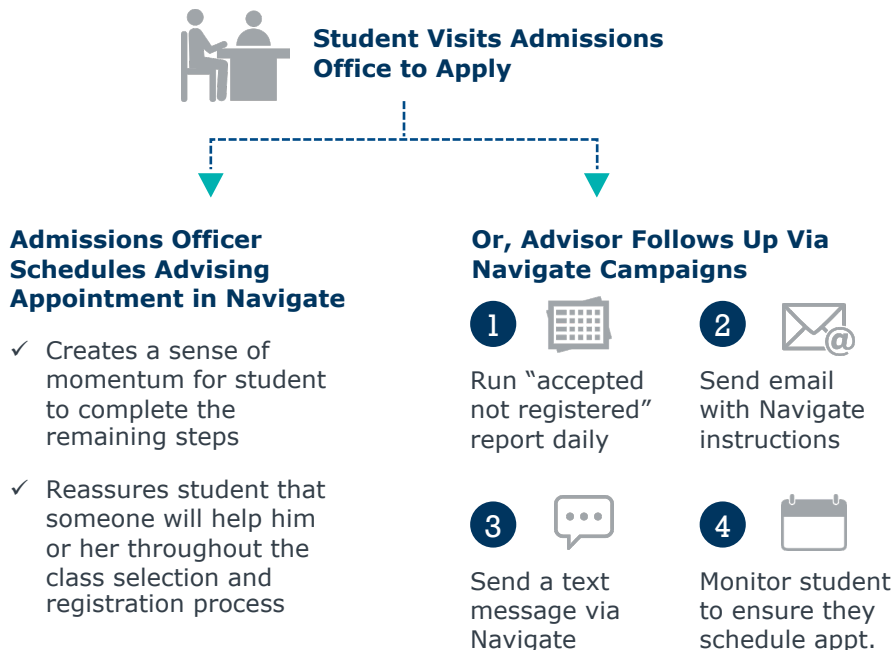 Student Visits Admissions
Office to Apply
Admissions Officer
Schedules Advising
Appointment in Navigate
✓ Creates a sense of
momentum for student
to complete the
remaining steps
✓ Reassures student that
someone will help him
or her throughout the
class selection and
registration process
Or, Advisor Follows Up Via
Navigate Campaigns
1
Run “accepted
not registered”
report daily
2
@
Send email
with Navigate
instructions
3
Send a text
message via
Navigate
4
Monitor student
to ensure they
schedule appt.